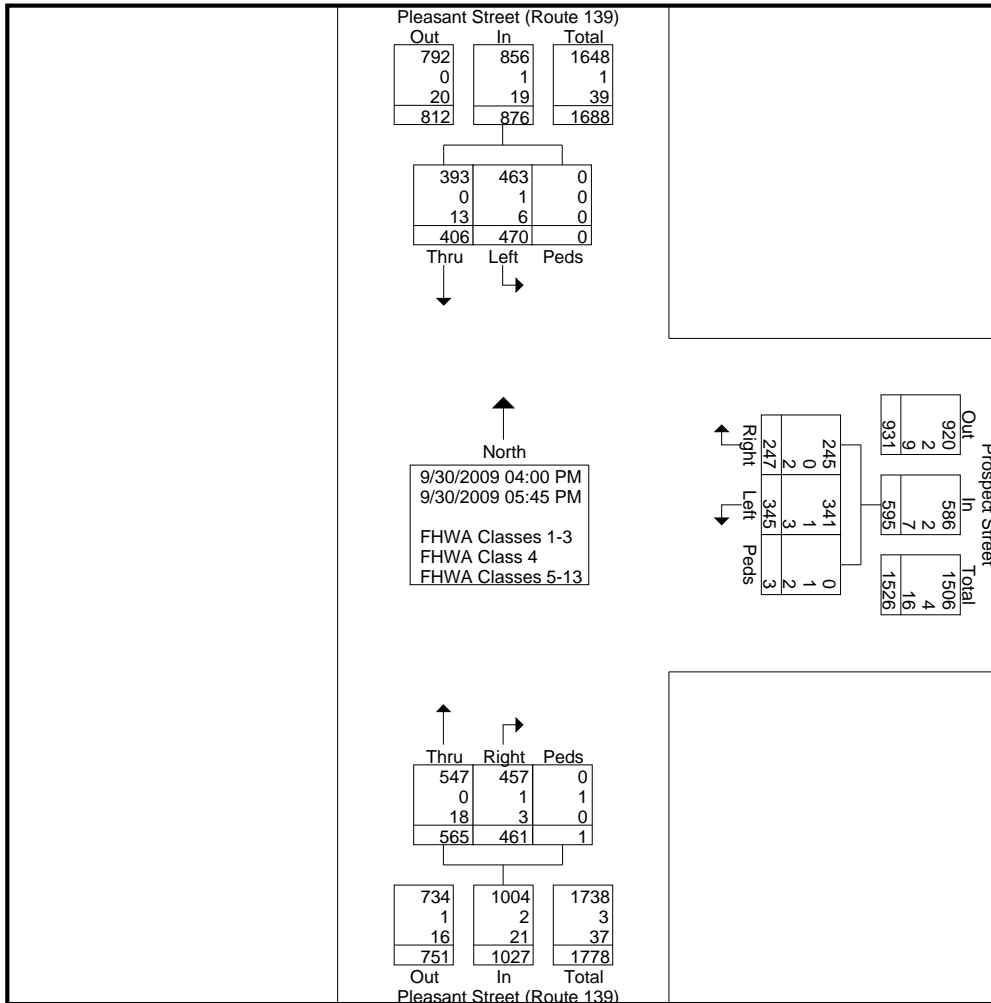 Pleasant Street (Route 139)
Out In Total
792 856 1648
0 1 1
20 19 39
812 876 1688
393 463 0
0 1 0
13 6 0
406 470 0
Thru Left Peds
North
9/30/2009 04:00 PM
9/30/2009 05:45 PM
FHWA Classes 1-3
FHWA Class 4
FHWA Classes 5-13
Prospect Street
Out In Total
920 586 1506
2 2 4
9 7 16
931 595 1526
245 341 0
0 1 1
2 3 2
247 345 3
Right Left Peds
Thru Right Peds
547 457 0
0 1 1
18 3 0
565 461 1
734 1004 1738
1 2 3
16 21 37
751 1027 1778
Out In Total
Pleasant Street (Route 139)